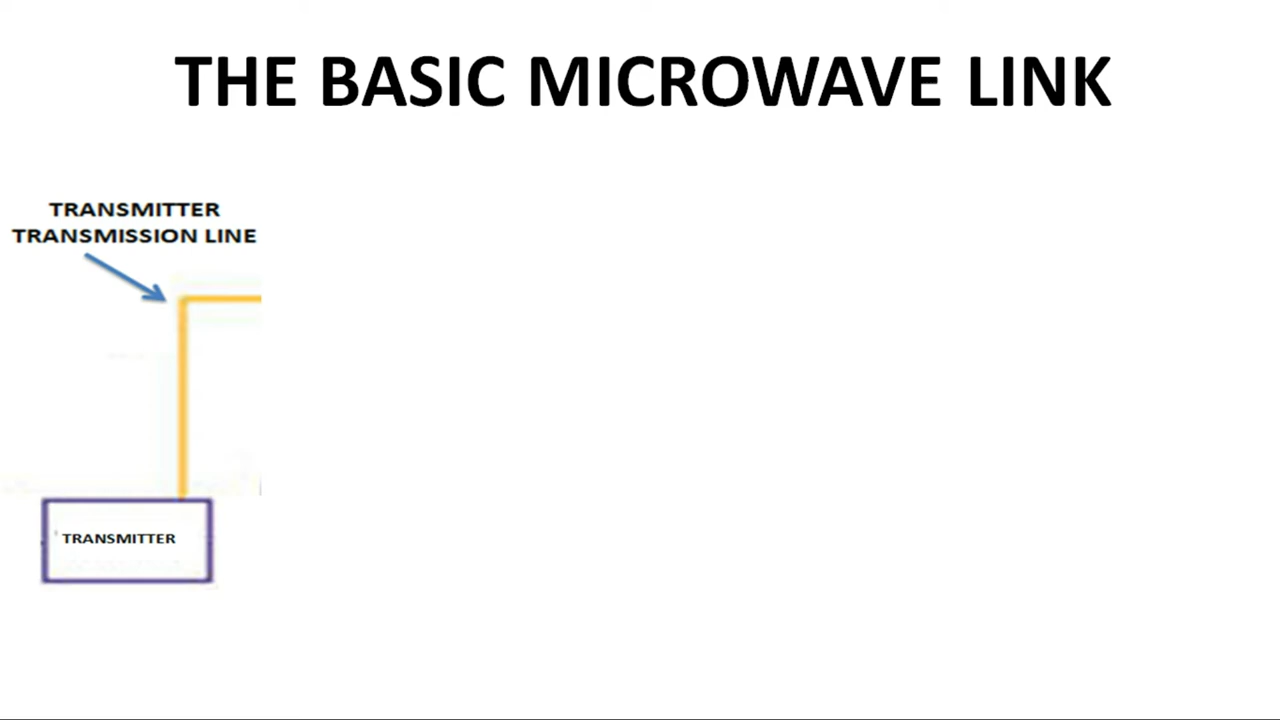 THE BASIC MICROWAVE LINK
TRANSMITTER
TRANSMISSION LINE
TRANSMITTER